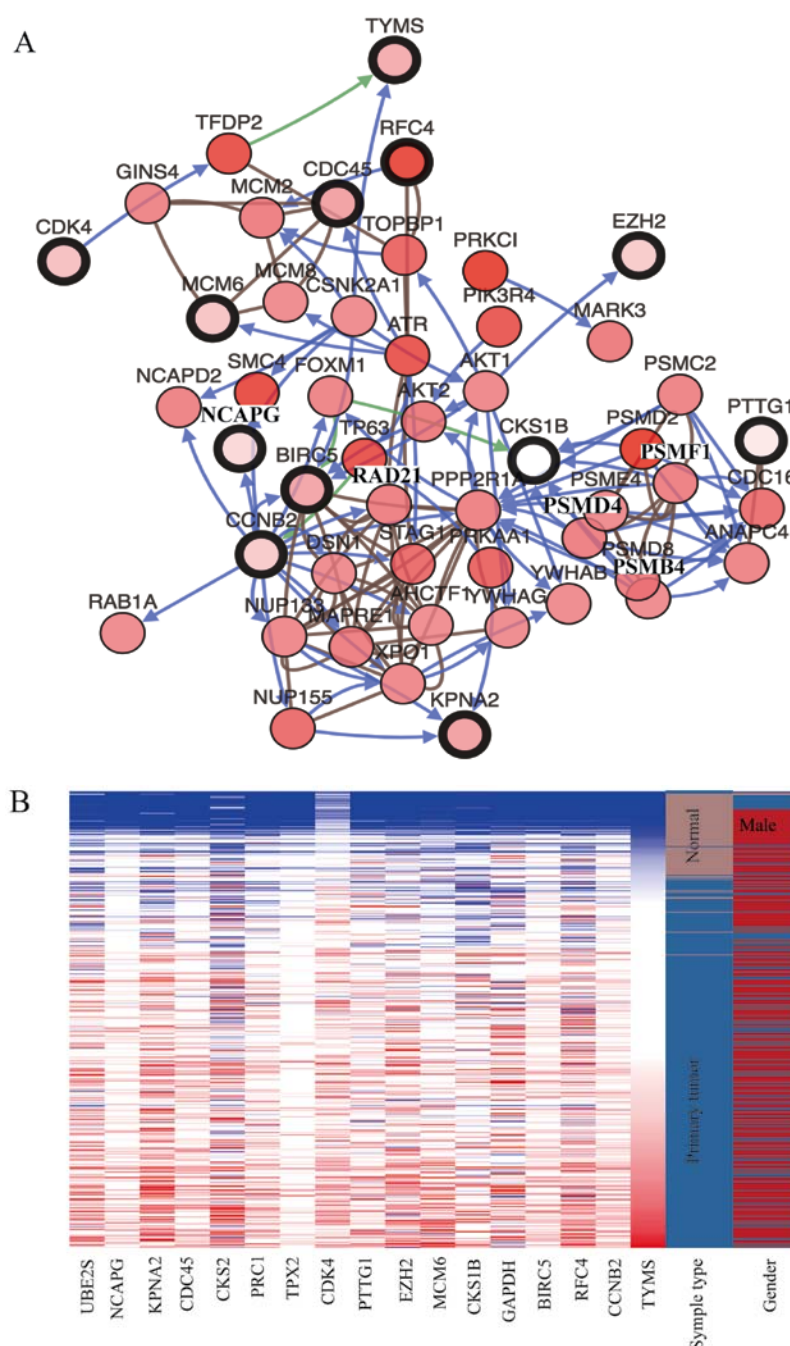 A
TYMS
TFDP2
RFC4
GINS4
MCM2
CDC45
CDK4
TOPBP1
PRKCI
EZH2
MCM6
MCM8
CSNK2A1
PIK3R4
MARK3
ATR
NCAPD2
SMC4
FOXM1
AKT2
AKT1
PSMC2
NCAPG
CKS1B
PSMD2
PTTG1
BIRC5
TP63
RAD21
PPP2R1A
PSME4
PSMF1
CDC16
CCNB2
PSMD4
DSN1
STAG1
PRKAA1
PSMD8
ANAPC4
PSMB4
RAB1A
NUP133
MAPRE1
AHCTF1
YWHAG
YWHAB
XPO1
NUP155
KPNA2
B
Normal
Male
Primary tumor
UBE2S
NCAPG
KPNA2
CDC45
CKS2
PRC1
TPX2
CDK4
PTTG1
EZH2
MCM6
CKS1B
GAPDH
BIRC5
RFC4
CCNB2
TYMS
Symple type
Gender